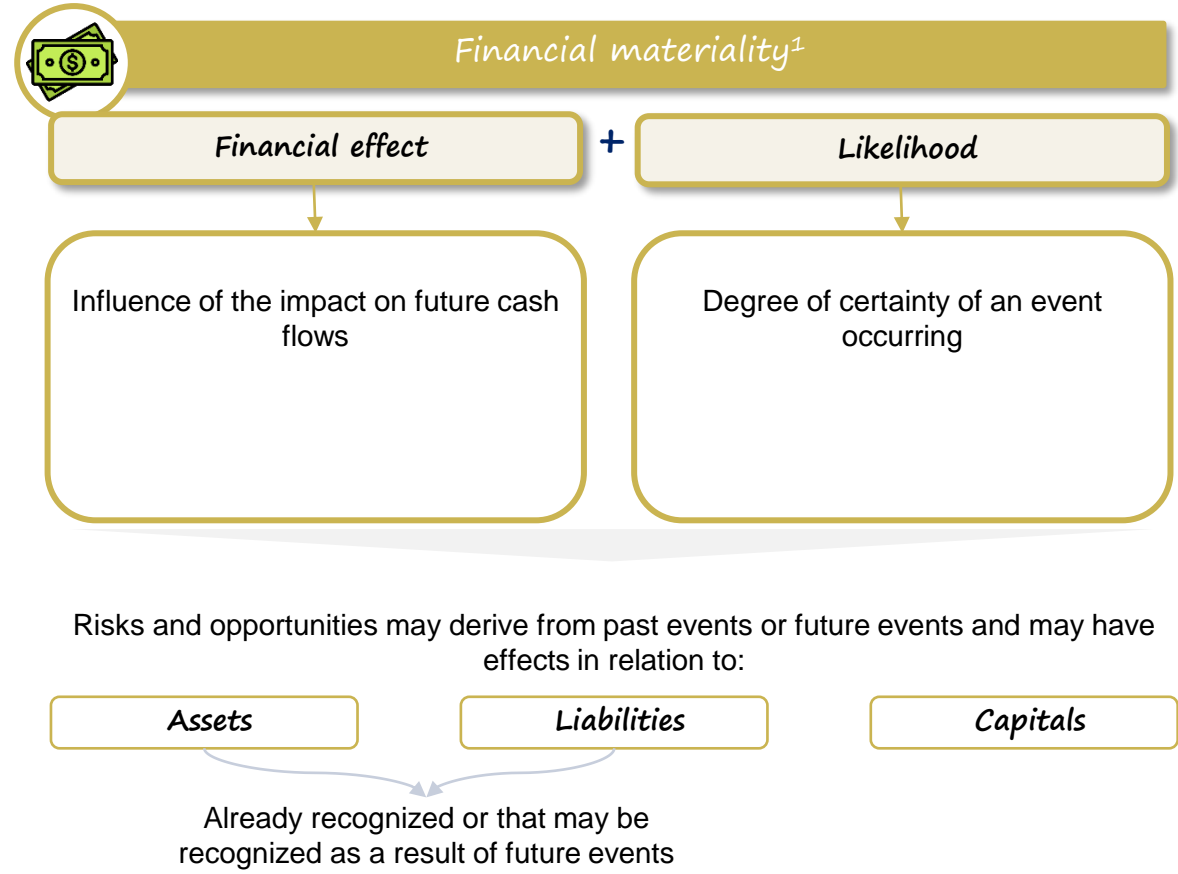 Financial materiality¹
Financial effect
+
Likelihood
Influence of the impact on future cash
flows
Degree of certainty of an event
occurring
Risks and opportunities may derive from past events or future events and may have
effects in relation to:
Assets
Liabilities
Capitals
Already recognized or that may be
recognized as a result of future events